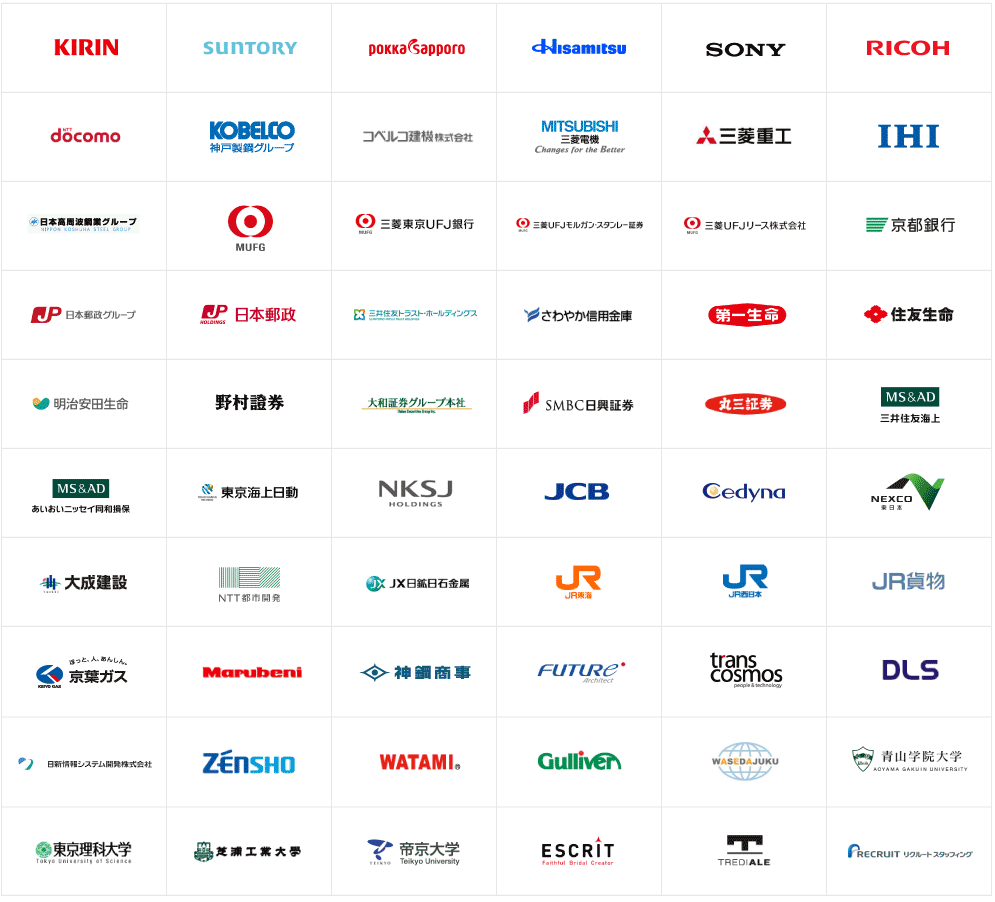 KIRIN
SUNTORY
pokka sapporo
Hisamitsu
SONY
RICOH
NTT
döcomo
KOBELCO
神戸製鋼グループ
コベルコ建機株式会社
MITSUBISHI
三菱電機
Changes for the Better
三菱重工
IHI
日本高周波鋼業グループ
NIPPON KOSHUHA STEEL GROUP
MUFG
MUFG
三菱東京UFJ銀行
MUFG
三菱UFJモルガン・スタンレー証券
MUFG
三菱UFJリース株式会社
京都銀行
JP 日本郵政グループ
JP
HOLDINGS
日本郵政
三井住友トラスト・ホールディングス
さわやか信用金庫
第一生命
住友生命
明治安田生命
野村證券
大和証券グループ本社
Daiwa Securities Group Inc.
SMBC日興証券
丸三証券
MS&AD
三井住友海上
MS&AD
あいおいニッセイ同和損保
東京海上日動
NKSJ
HOLDINGS
JCB
Cedyna
NEXCO
東日本
TAISEI
大成建設
NTT都市開発
JX
JX日鉱日石金属
JR
JR東海
JR
JR西日本
JR貨物
ほっと、人、あんしん。
京葉ガス
KEIYO GAS
Marubeni
神鋼商事
FUTURe
Architect
trans
cosmos
people & technology
DLS
日新情報システム開発株式会社
ZENSHO
WATAMI®
Gulliver
WASEDAJUKU
青山学院大学
AOYAMA GAKUIN UNIVERSITY
東京理科大学
Tokyo University of Science
芝浦工業大學
TEIKYO
帝京大学
Teikyo University
ESCRIT
Faithful Bridal Creator
TREDIALE
RECRUIT リクルートスタッフィング